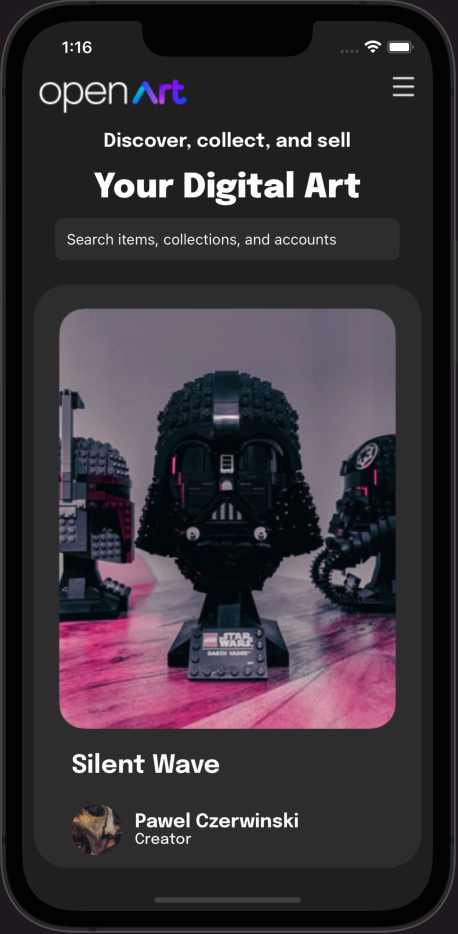 1:16
openArt
Discover, collect, and sell
Your Digital Art
Search items, collections, and accounts
LEGO STAR WARS
DARTH VADER
Silent Wave
Pawel Czerwinski
Creator